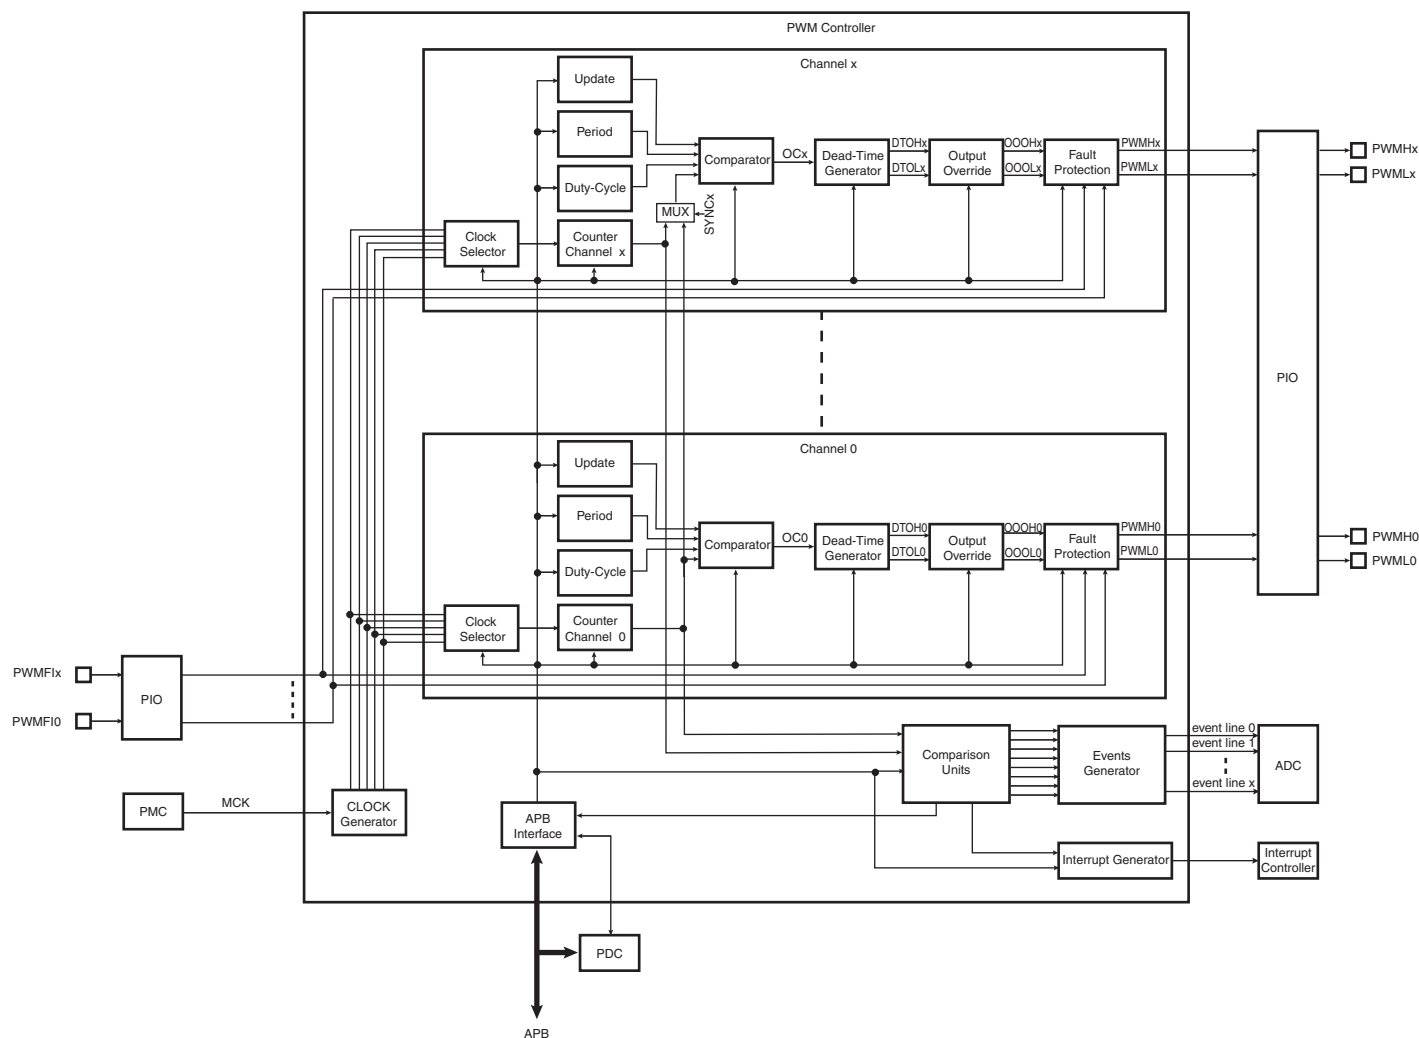 PWM Controller
Channel x
Update
Period
Duty-Cycle
Comparator
OCx
Dead-Time
Generator
DTOHx
DTOLx
Output
Override
OOOHx
OOOLx
Fault
Protection
PWMHx
PWMLx
PWMHx
PWMLx
MUX
SYNCx
Clock
Selector
Counter
Channel x
PIO
Channel 0
Update
Period
Duty-Cycle
Comparator
OC0
Dead-Time
Generator
DTOH0
DTOL0
Output
Override
OOOH0
OOOL0
Fault
Protection
PWMH0
PWML0
PWMH0
PWML0
Clock
Selector
Counter
Channel 0
PWMFIx
PWMFI0
PIO
Comparison
Units
Events
Generator
event line 0
event line 1
event line x
ADC
PMC
MCK
CLOCK
Generator
APB
Interface
Interrupt Generator
Interrupt
Controller
PDC
APB